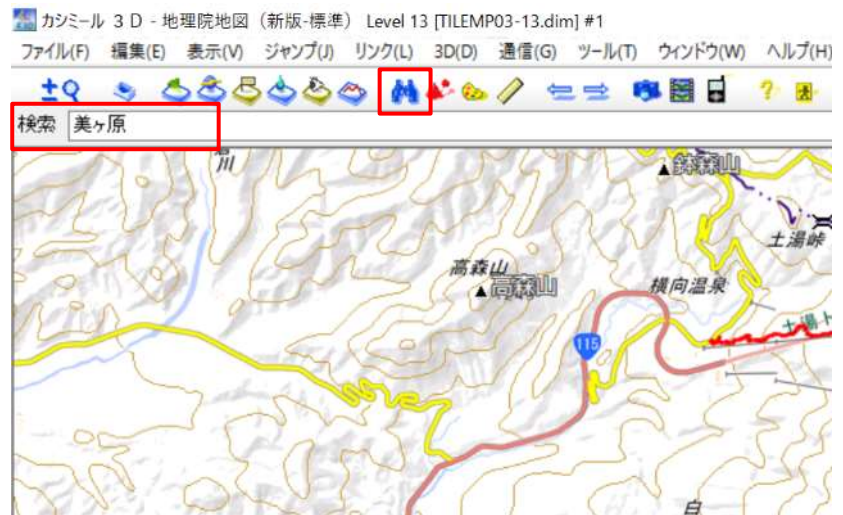 カシミール 3 D - 地理院地図（新版-標準） Level 13 [TILEMP03-13.dim] #1
ファイル(F) 編集(E) 表示(V) ジャンプ(J) リンク(L) 3D(D) 通信(G) ツール(T) ウィンドウ(W) ヘルプ(H)
検索 美ヶ原
川
鉢森山
土湯峠
高森山
高森山
横向温泉
115
土湯ト
白